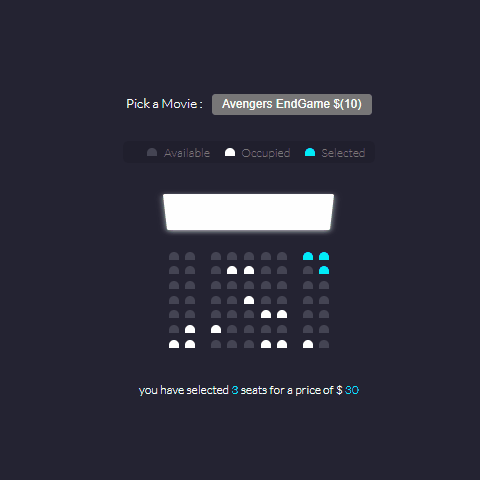 Pick a Movie : Avengers EndGame $(10)
Available Occupied Selected
you have selected 3 seats for a price of $ 30